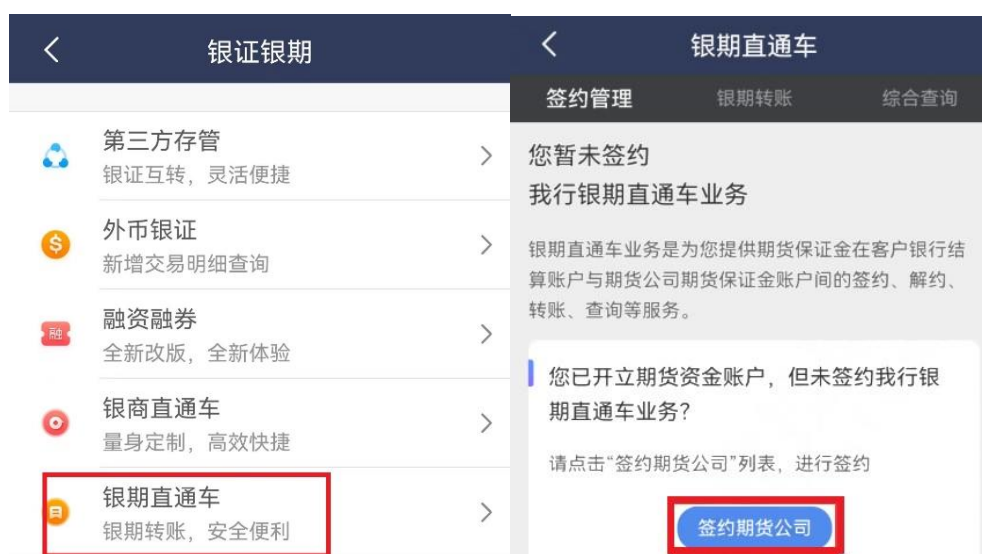 银证银期
第三方存管
银证互转，灵活便捷
外币银证
新增交易明细查询
融
融资融券
全新改版，全新体验
银商直通车
量身定制，高效快捷
银期直通车
银期转账，安全便利
银期直通车
签约管理 银期转账 综合查询
您暂未签约
我行银期直通车业务
银期直通车业务是为您提供期货保证金在客户银行结
算账户与期货公司期货保证金账户间的签约、解约、
转账、查询等服务。
您已开立期货资金账户，但未签约我行银
期直通车业务？
请点击“签约期货公司”列表，进行签约
签约期货公司